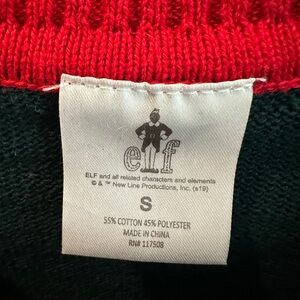 elf
ELF and all related characters and elements
© & ™ New Line Productions, Inc. (s19)
S
55% COTTON 45% POLYESTER
MADE IN CHINA
RN# 117508